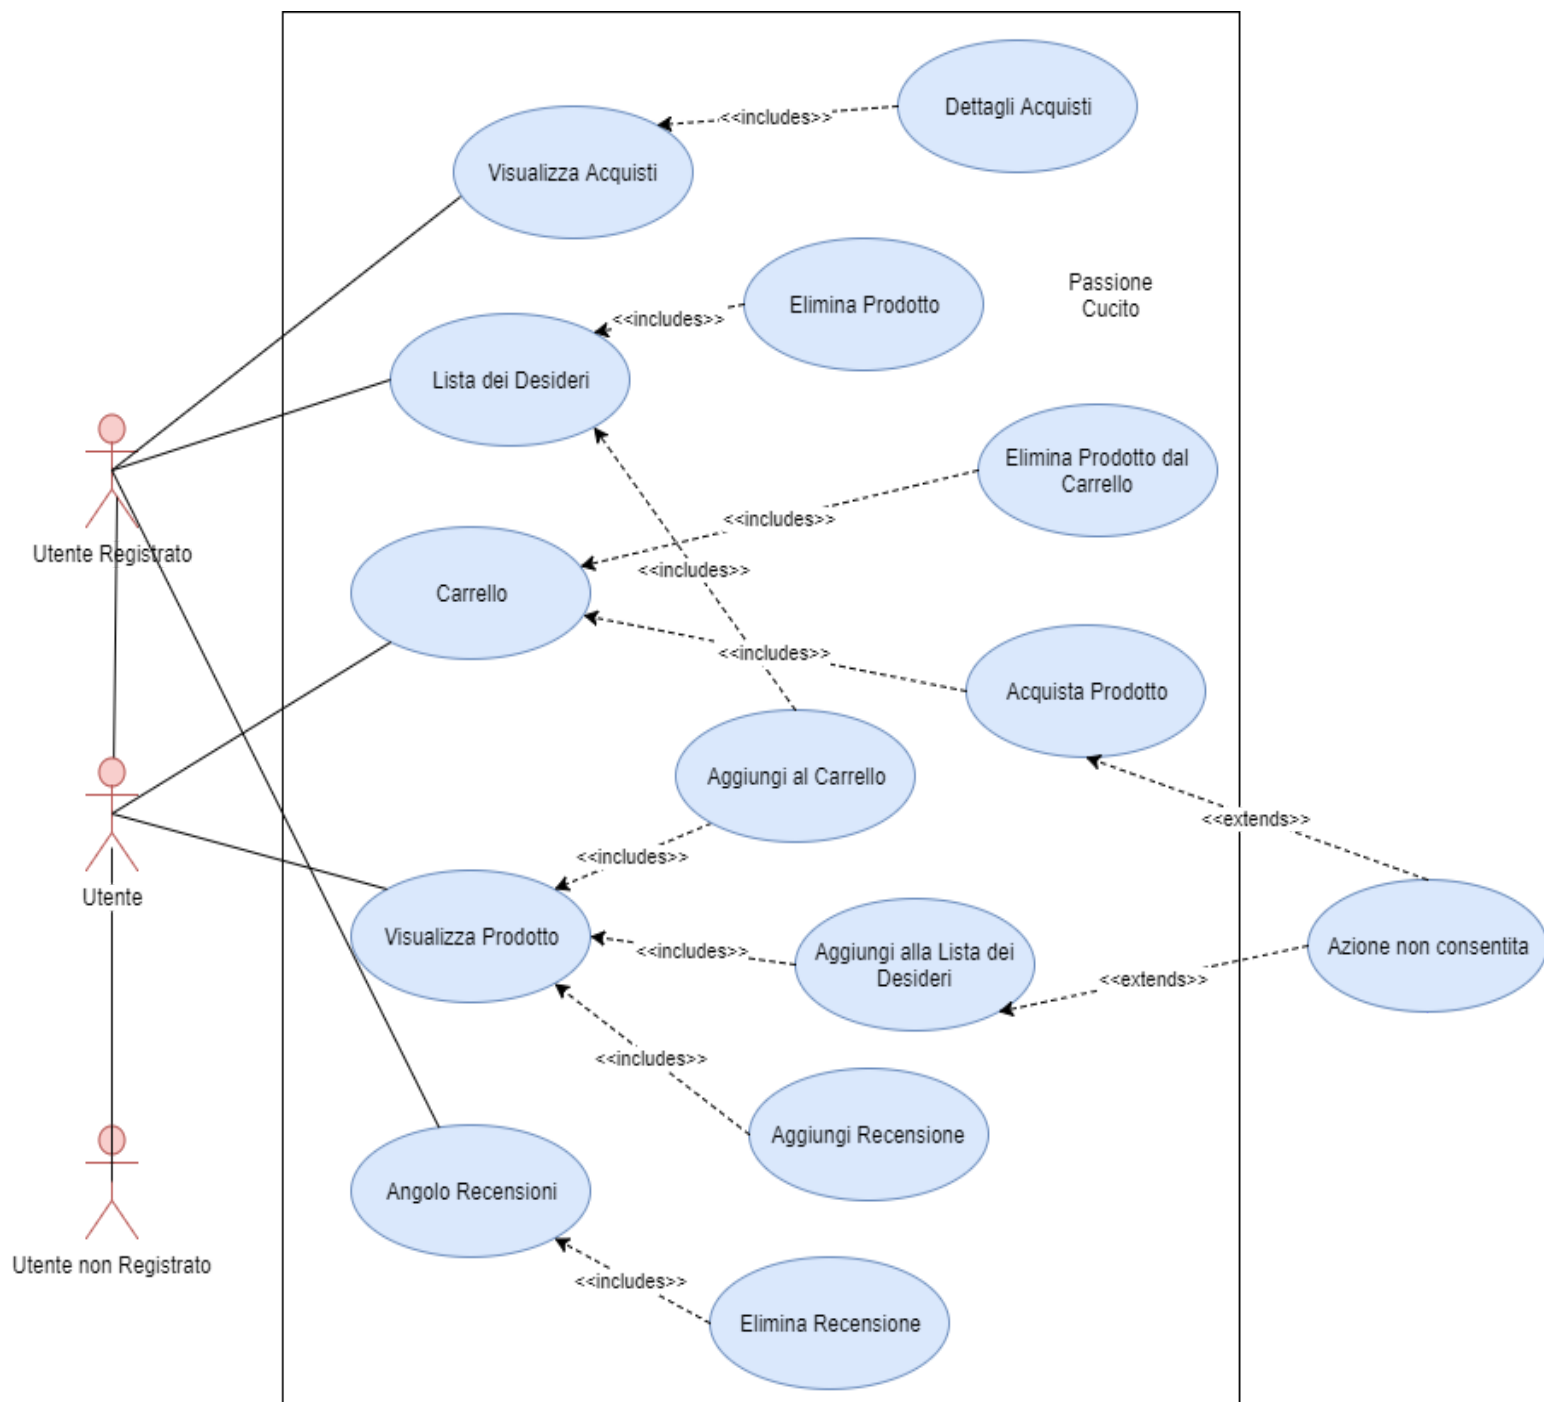 Dettagli Acquisti
<<includes>>
Visualizza Acquisti
Passione
Cucito
Elimina Prodotto
<<includes>>
Lista dei Desideri
Elimina Prodotto dal
Carrello
<<includes>>
Utente Registrato
<<includes>>
Carrello
<<includes>>
Acquista Prodotto
Aggiungi al Carrello
<<extends>>
<<includes>>
Utente
Visualizza Prodotto
<<includes>>
Aggiungi alla Lista dei
Desideri
Azione non consentita
<<extends>>
<<includes>>
Aggiungi Recensione
Angolo Recensioni
Utente non Registrato
<<includes>>
Elimina Recensione